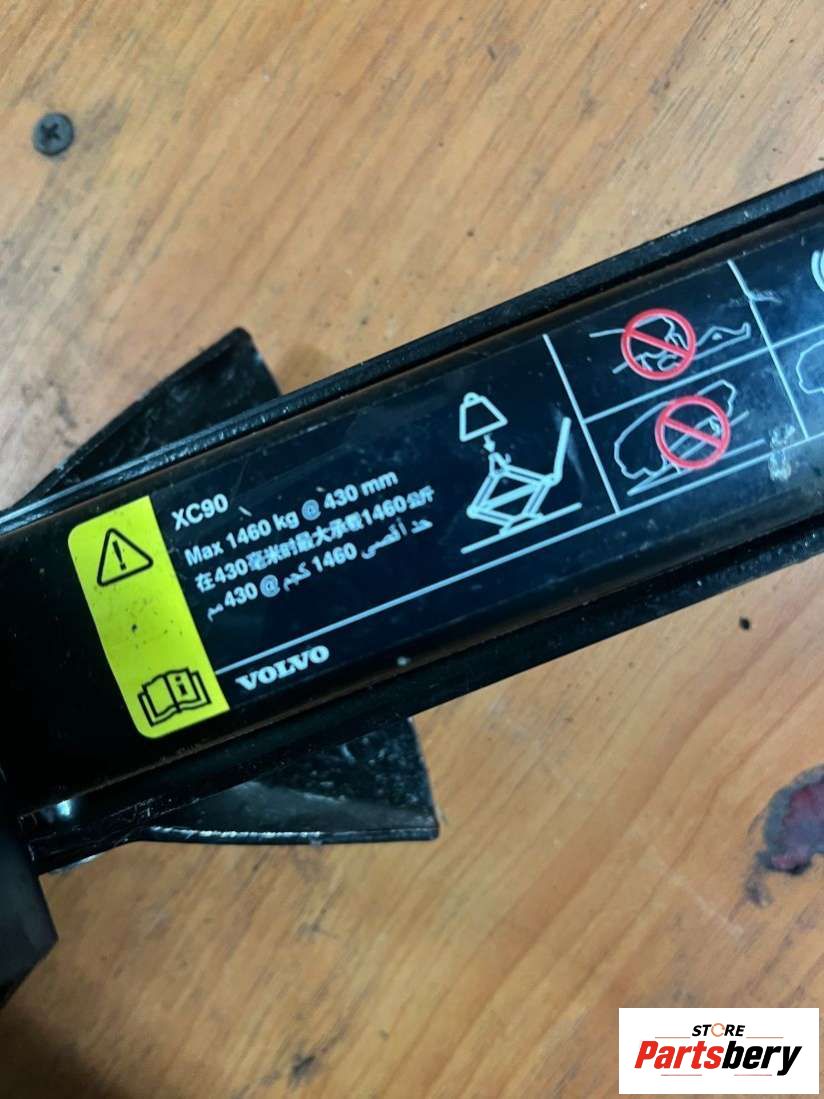 XC90
Max 1460 kg @ 430 mm
在430毫米时最大承载1460公斤
حد أقصى 1460 كجم @ 430 مم
VOLVO
STORE
Partsbery